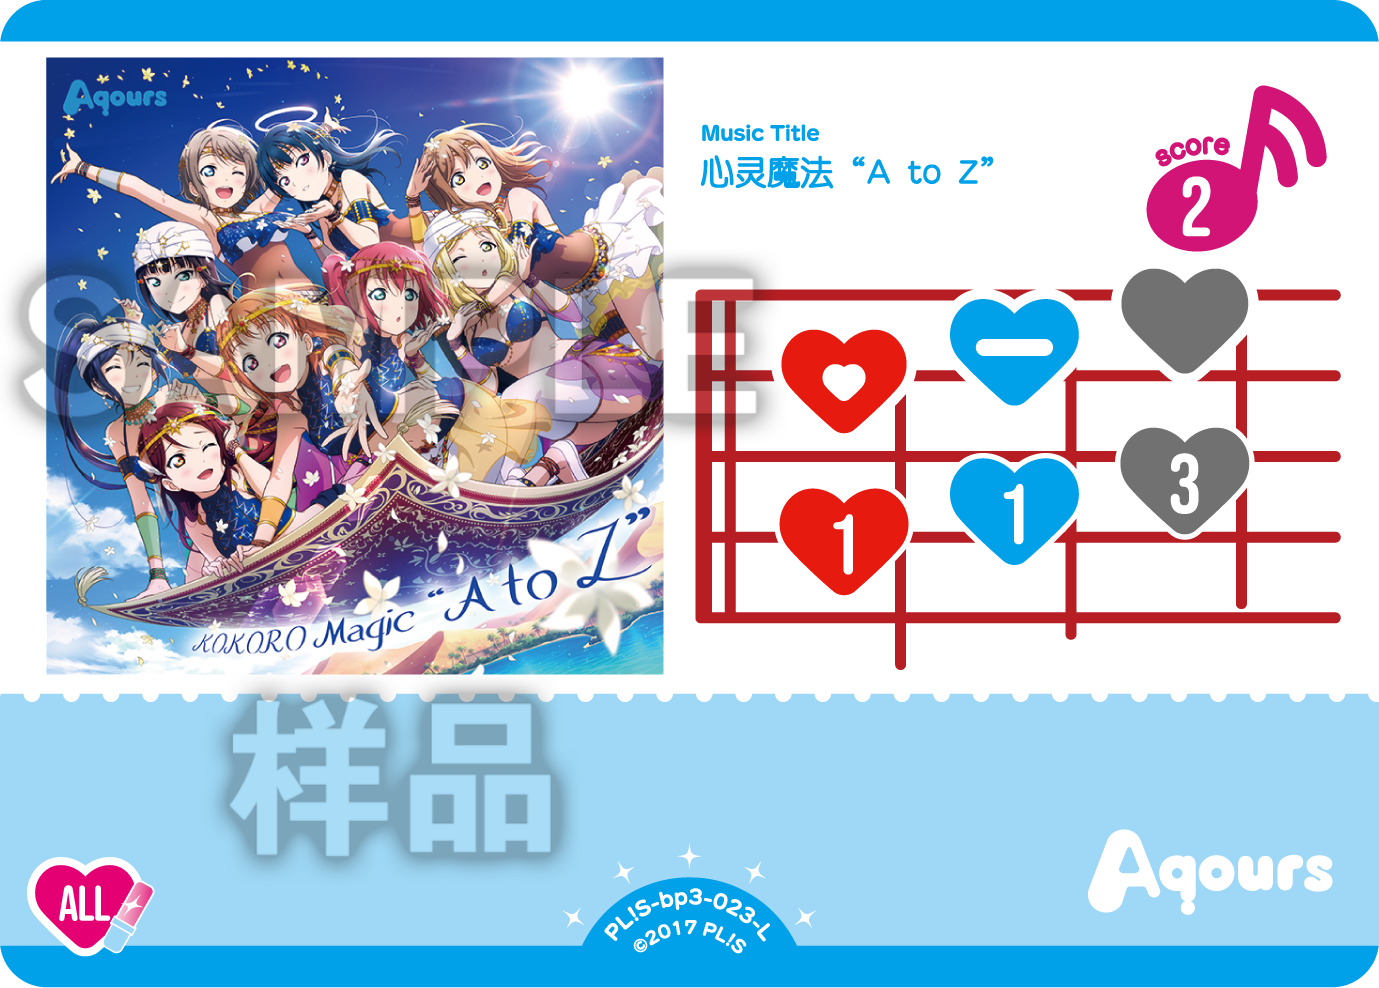 Aqours
Music Title
心灵魔法“A to Z”
score
2
SAMPLE
1
1
3
KOKORO Magic “A to Z”
样品
ALL
Aqours
PL!S-bp3-023-L
©2017 PL!S